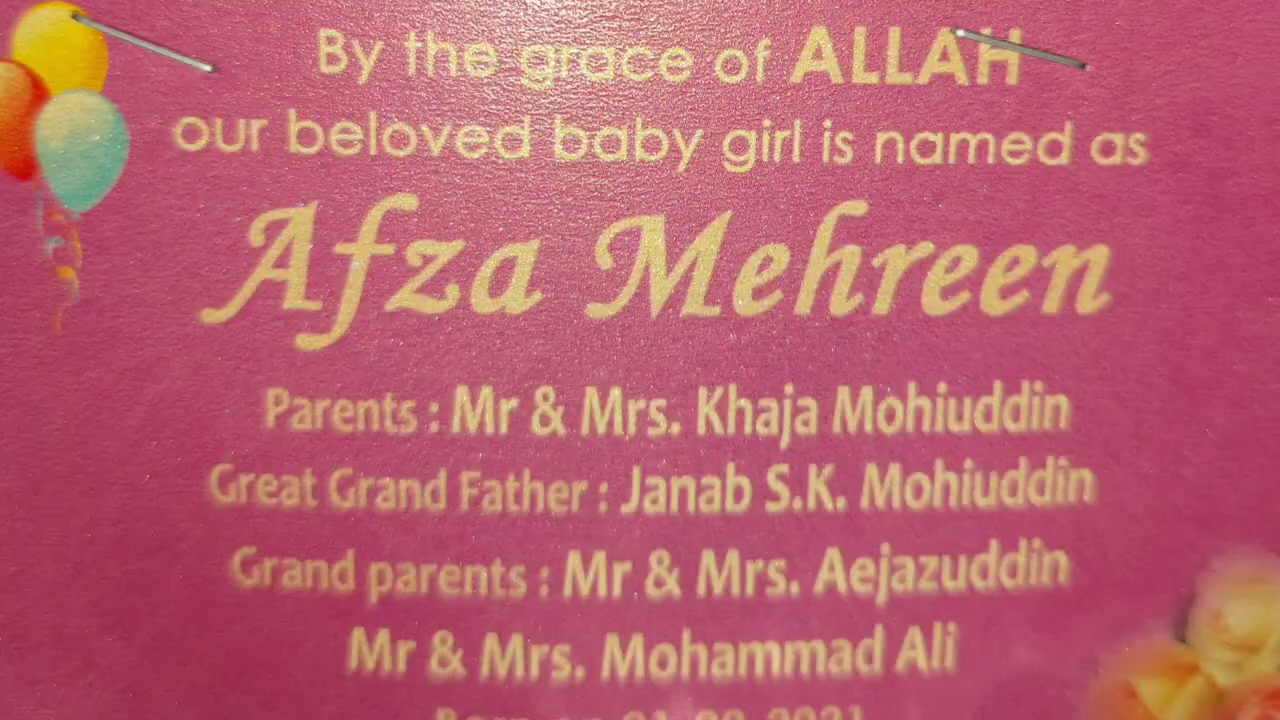 By the grace of ALLAH
our beloved baby girl is named as
Afza Mehreen
Parents : Mr & Mrs. Khaja Mohiuddin
Great Grand Father : Janab S.K. Mohiuddin
Grand parents : Mr & Mrs. Aejazuddin
Mr & Mrs. Mohammad Ali